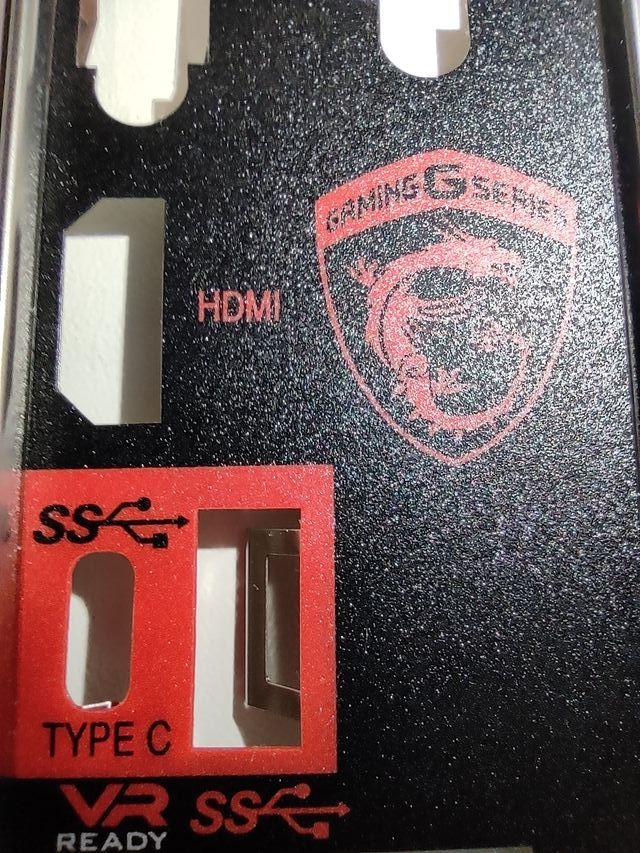 GAMING G SERIES
HDMI
SS
TYPE C
VR SS
READY